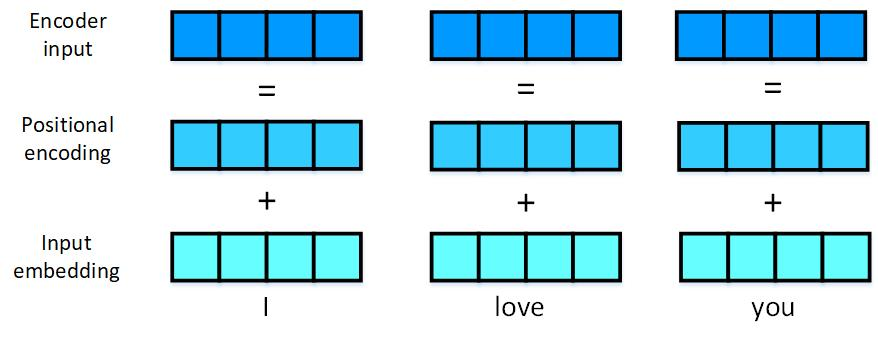 Encoder
input
= = =
Positional
encoding
+ + +
Input
embedding
I love you